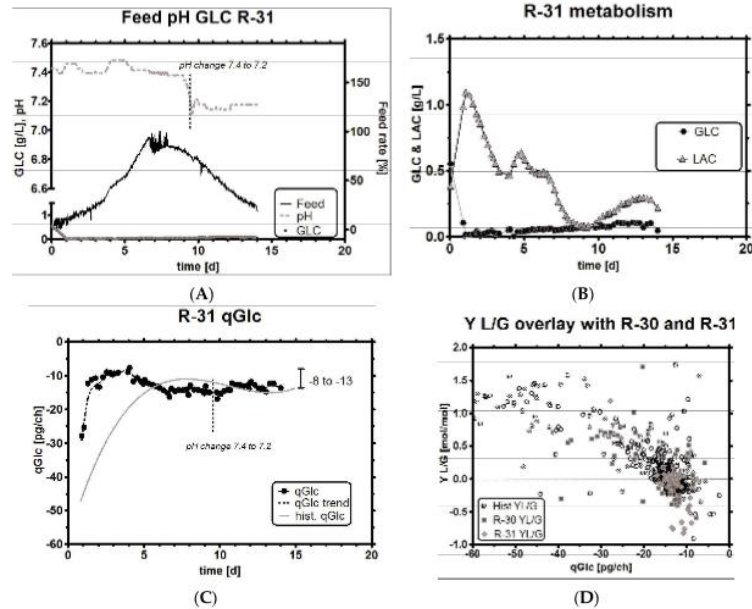 Feed pH GLC R-31
7.6
7.4
7.2
7.0
6.8
6.6
1
0
GLC [g/L], pH
pH change 7.4 to 7.2
150
100
50
0
Feed rate [%]
Feed
pH
GLC
0 5 10 15 20
time [d]
(A)
R-31 metabolism
1.5
1.0
0.5
0.0
GLC & LAC [g/L]
GLC
LAC
0 5 10 15 20
time [d]
(B)
R-31 qGlc
0
-10
-20
-30
-40
-50
-60
qGlc [pg/ch]
-8 to -13
pH change 7.4 to 7.2
qGlc
qGlc trend
hist. qGlc
0 5 10 15 20
time [d]
(C)
Y L/G overlay with R-30 and R-31
2.0
1.5
1.0
0.5
0.0
-0.5
-1.0
Y L/G [mol/mol]
Hist YL/G
R-30 YL/G
R-31 YL/G
-60 -50 -40 -30 -20 -10 0
qGlc [pg/ch]
(D)